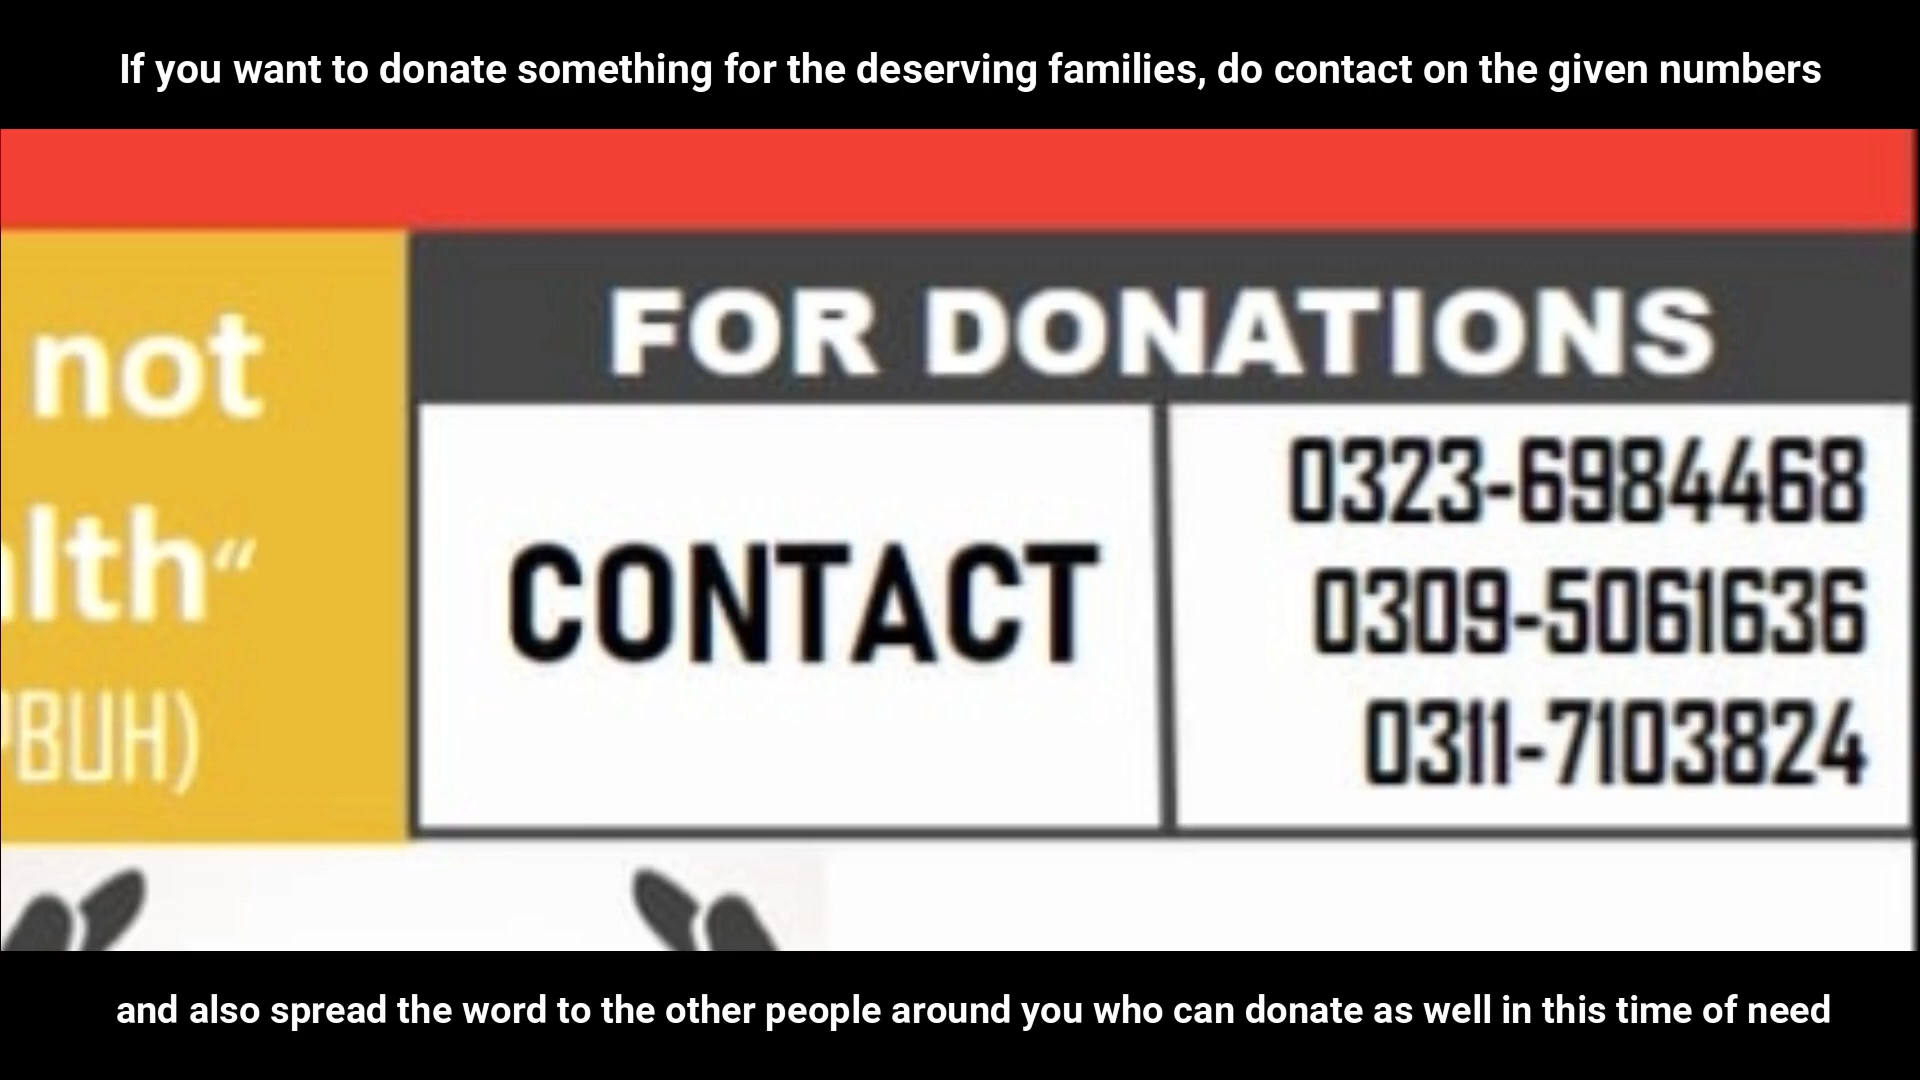 If you want to donate something for the deserving families, do contact on the given numbers
not
alth“
PBUH)
FOR DONATIONS
CONTACT
0323-6984468
0309-5061636
0311-7103824
and also spread the word to the other people around you who can donate as well in this time of need